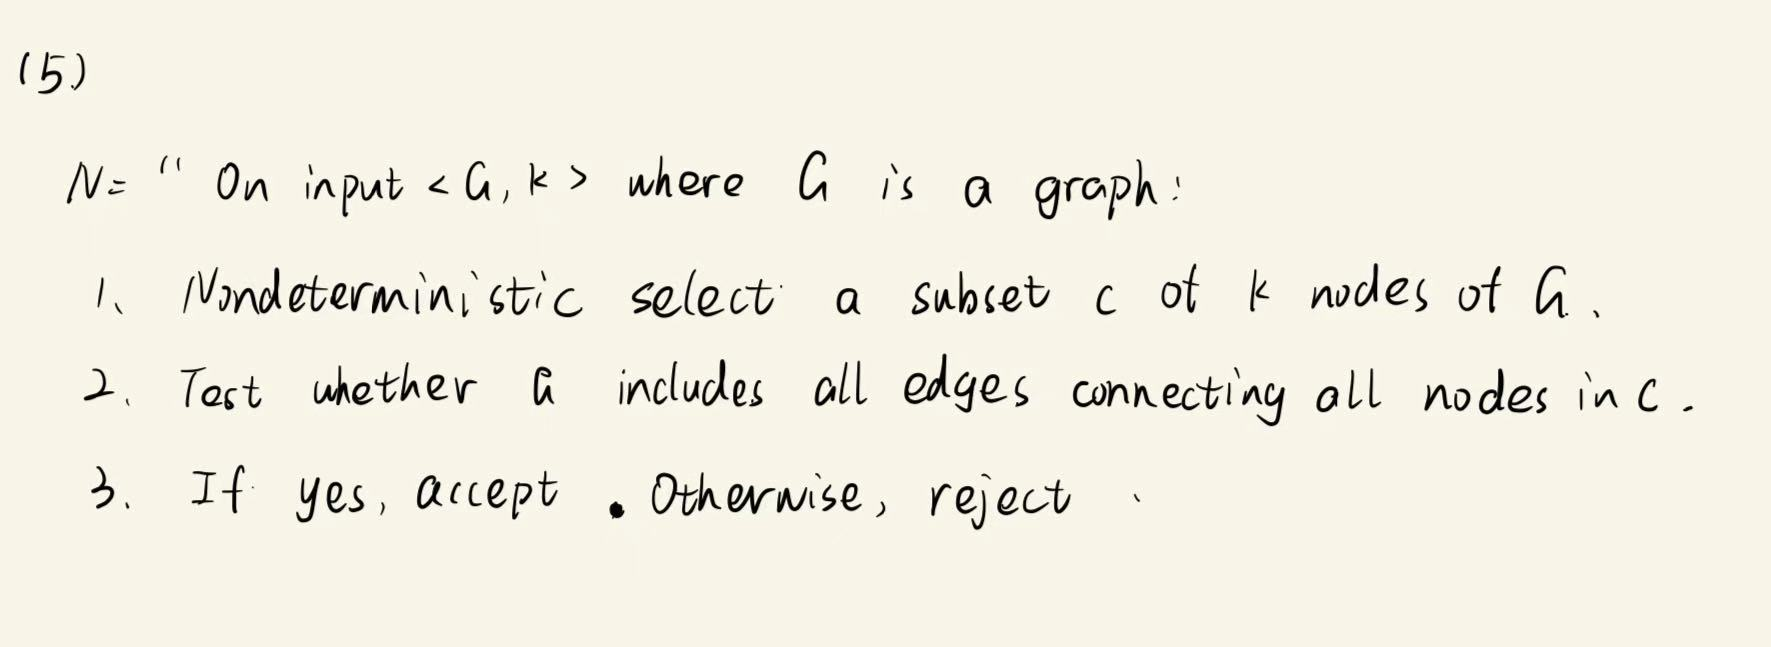 (5)
N= " On input <G, k> where G is a graph:
1、 Nondeterministic select a subset c of k nodes of G、
2. Test whether G includes all edges connecting all nodes in c.
3. If yes, accept . Otherwise, reject 、